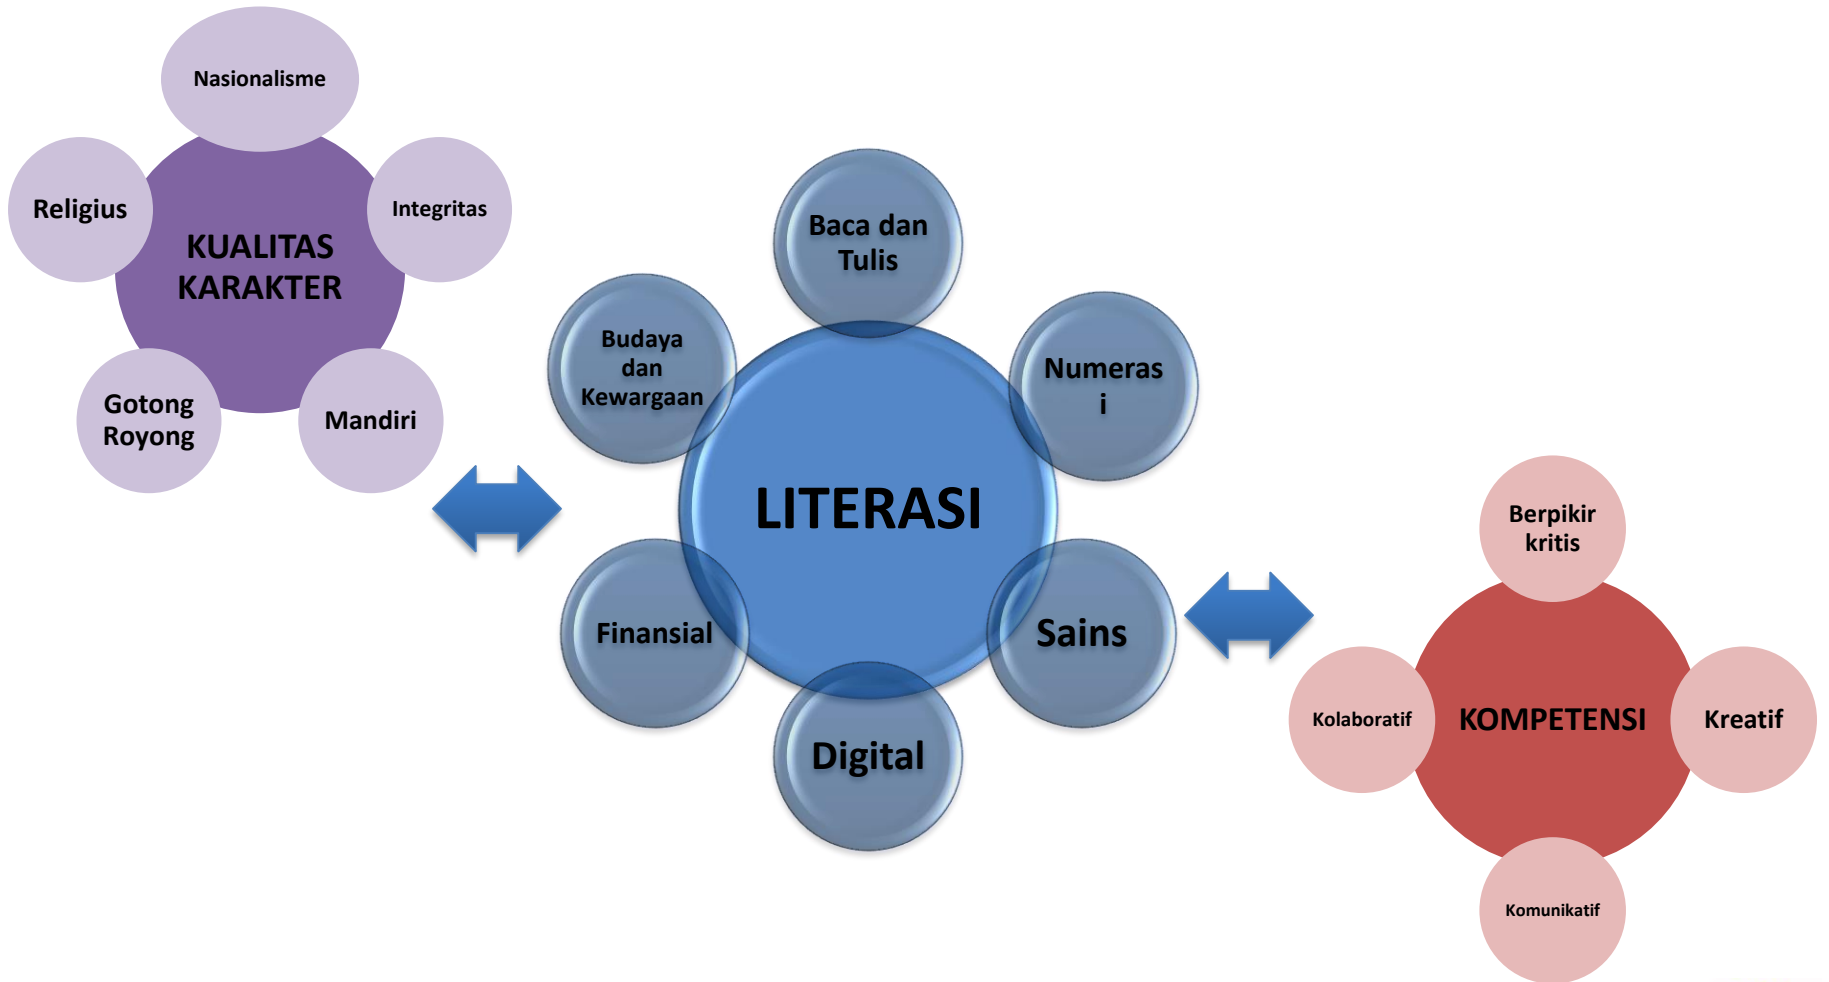 Nasionalisme
Religius
Integritas
KUALITAS
KARAKTER
Gotong
Royong
Mandiri
Baca dan
Tulis
Budaya
dan
Kewargaan
Numeras
i
LITERASI
Finansial
Sains
Digital
Berpikir
kritis
Kolaboratif
KOMPETENSI
Kreatif
Komunikatif